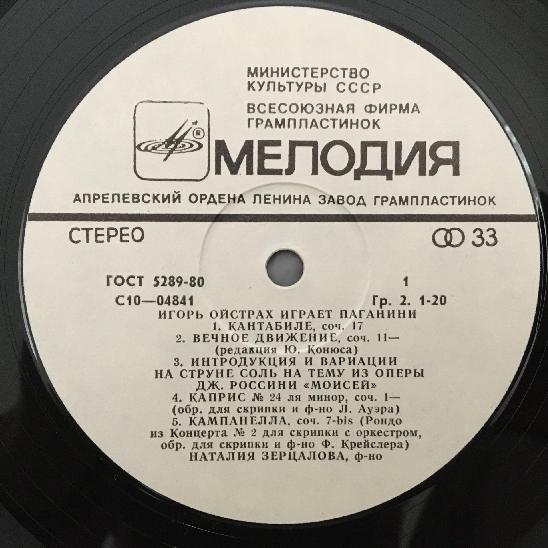 МИНИСТЕРСТВО
КУЛЬТУРЫ СССР
ВСЕСОЮЗНАЯ ФИРМА
ГРАМПЛАСТИНОК
®
МЕЛОДИЯ
АПРЕЛЕВСКИЙ ОРДЕНА ЛЕНИНА ЗАВОД ГРАМПЛАСТИНОК
СТЕРЕО 33
ГОСТ 5289-80 1
С10—04841 Гр. 2. 1-20
ИГОРЬ ОЙСТРАХ ИГРАЕТ ПАГАНИНИ
1. КАНТАБИЛЕ, соч. 17
2. ВЕЧНОЕ ДВИЖЕНИЕ, соч. 11—
(редакция Ю. Конюса)
3. ИНТРОДУКЦИЯ И ВАРИАЦИИ
НА СТРУНЕ СОЛЬ НА ТЕМУ ИЗ ОПЕРЫ
ДЖ. РОССИНИ «МОИСЕЙ»
4. КАПРИС № 24 ля минор, соч. 1—
(обр. для скрипки и ф-но Л. Ауэра)
5. КАМПАНЕЛЛА, соч. 7-bis (Рондо
из Концерта № 2 для скрипки с оркестром,
обр. для скрипки и ф-но Ф. Крейслера)
НАТАЛИЯ ЗЕРЦАЛОВА, ф-но